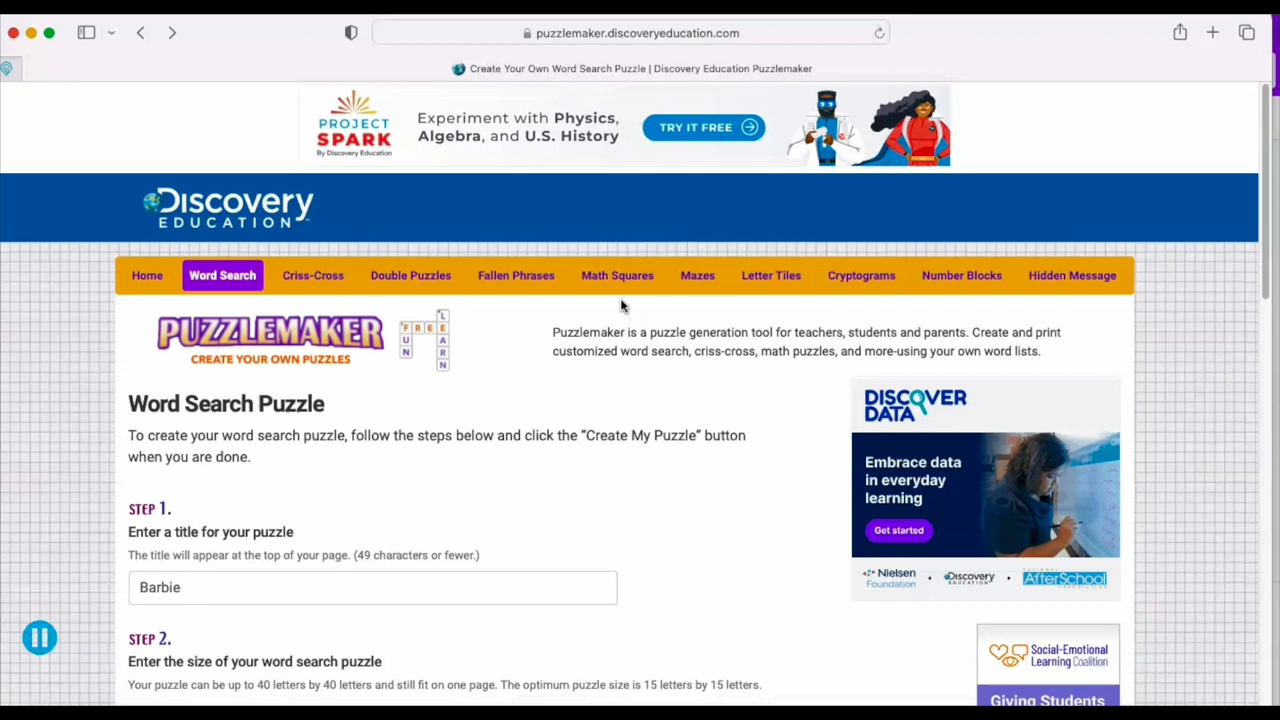 puzzlemaker.discoveryeducation.com
Create Your Own Word Search Puzzle | Discovery Education Puzzlemaker
PROJECT
SPARK
By Discovery Education
Experiment with Physics,
Algebra, and U.S. History
TRY IT FREE
Discovery
EDUCATION
Home
Word Search
Criss-Cross
Double Puzzles
Fallen Phrases
Math Squares
Mazes
Letter Tiles
Cryptograms
Number Blocks
Hidden Message
PUZZLEMAKER
CREATE YOUR OWN PUZZLES
FREE
FUN
LEARN
Puzzlemaker is a puzzle generation tool for teachers, students and parents. Create and print
customized word search, criss-cross, math puzzles, and more-using your own word lists.
Word Search Puzzle
To create your word search puzzle, follow the steps below and click the “Create My Puzzle” button
when you are done.
STEP 1.
Enter a title for your puzzle
The title will appear at the top of your page. (49 characters or fewer.)
Barbie
STEP 2.
Enter the size of your word search puzzle
Your puzzle can be up to 40 letters by 40 letters and still fit on one page. The optimum puzzle size is 15 letters by 15 letters.
DISCOVER
DATA
Embrace data
in everyday
learning
Get started
Nielsen
Foundation
Discovery
EDUCATION
AfterSchool
Social-Emotional
Learning Coalition
Giving Students